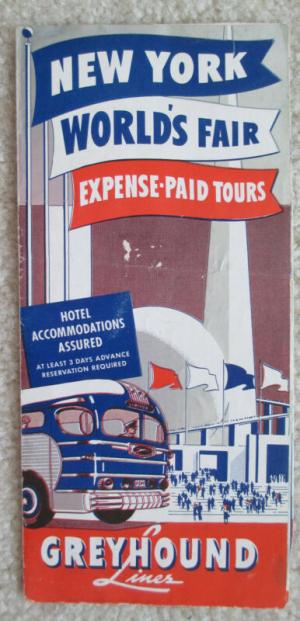 NEW YORK
WORLD'S FAIR
EXPENSE-PAID TOURS
HOTEL
ACCOMMODATIONS
ASSURED
AT LEAST 3 DAYS ADVANCE
RESERVATION REQUIRED
GREYHOUND
Lines